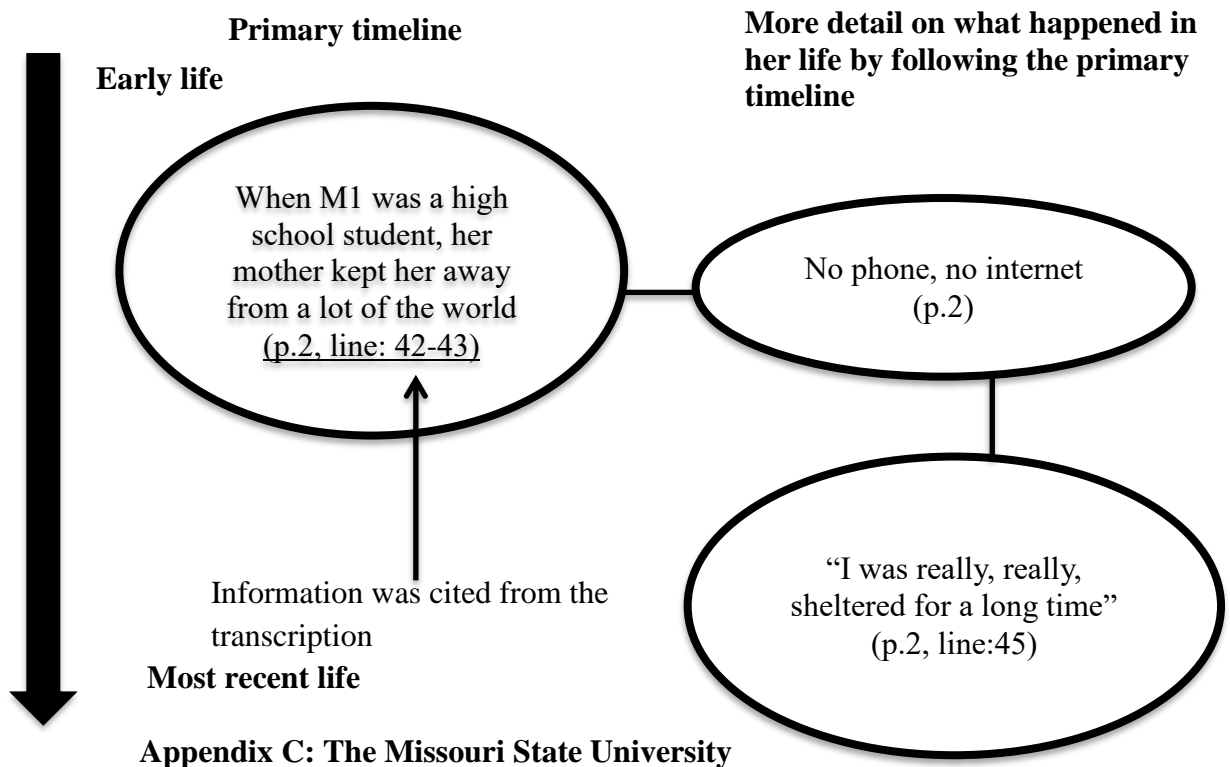 Primary timeline
More detail on what happened in
her life by following the primary
timeline
Early life
When M1 was a high
school student, her
mother kept her away
from a lot of the world
(p.2, line: 42-43)
No phone, no internet
(p.2)
“I was really, really,
sheltered for a long time”
(p.2, line:45)
Information was cited from the
transcription
Most recent life
Appendix C: The Missouri State University